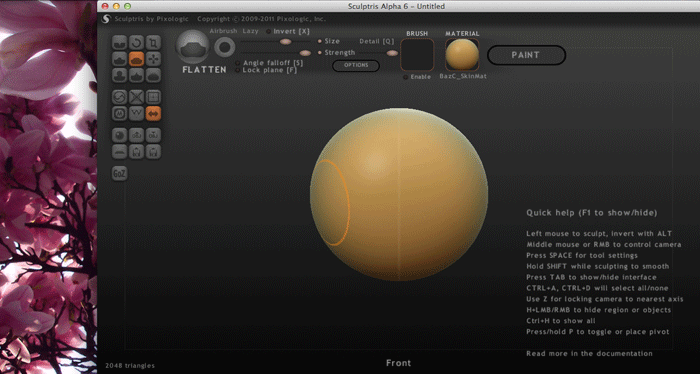 Sculptris Alpha 6 - Untitled
Sculptris by Pixologic Copyright © 2009-2011 Pixologic, Inc.
Airbrush Lazy Invert [X]
Size Detail [Q]
Strength
FLATTEN
Angle falloff [S]
Lock plane [F]
OPTIONS
BRUSH
Enable
MATERIAL
BazC_SkinMat
PAINT
GoZ
Quick help (F1 to show/hide)
Left mouse to sculpt, invert with ALT
Middle mouse or RMB to control camera
Press SPACE for tool settings
Hold SHIFT while sculpting to smooth
Press TAB to show/hide interface
CTRL+A, CTRL+D will select all/none
Use Z for locking camera to nearest axis
H+LMB/RMB to hide region or objects
Ctrl+H to show all
Press/hold P to toggle or place pivot
Read more in the documentation
2048 triangles
Front